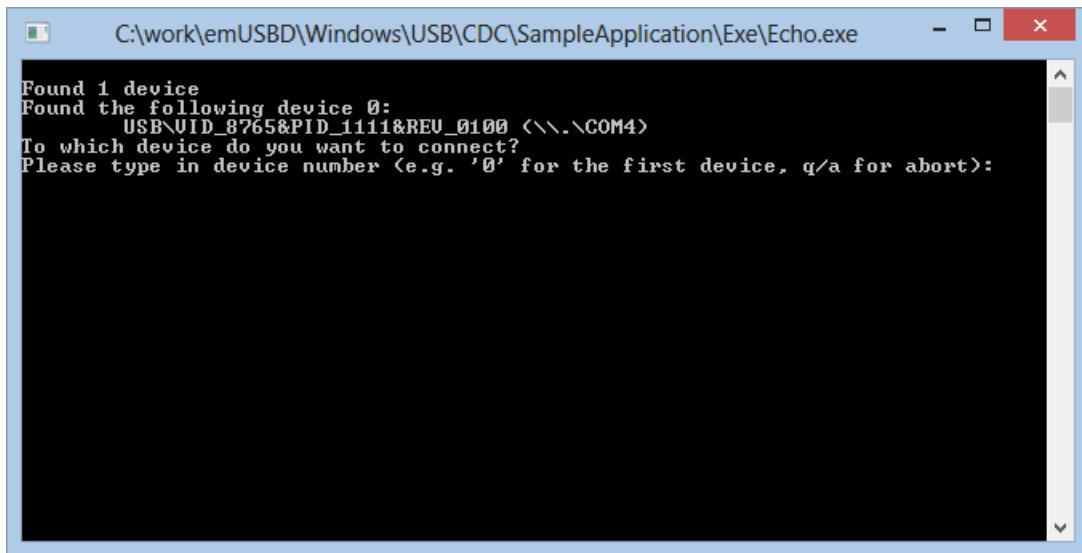 C:\work\emUSBD\Windows\USB\CDC\SampleApplication\Exe\Echo.exe
Found 1 device
Found the following device 0:
USB\VID_8765&PID_1111&REV_0100 (\\.\COM4)
To which device do you want to connect?
Please type in device number (e.g. '0' for the first device, q/a for abort):